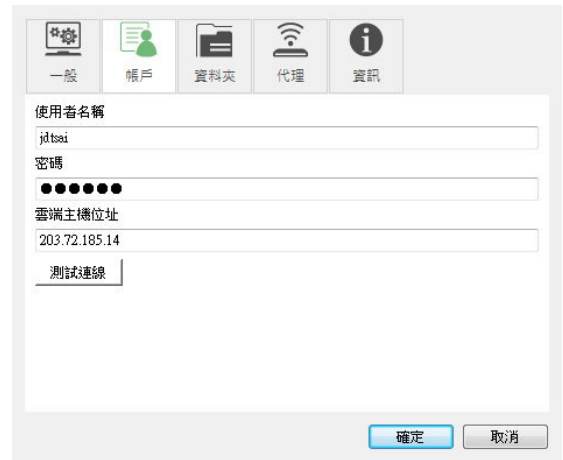 一般 帳戶 資料夾 代理 資訊
使用者名稱
jdtsai
密碼
●●●●●●
雲端主機位址
203.72.185.14
測試連線
確定 取消